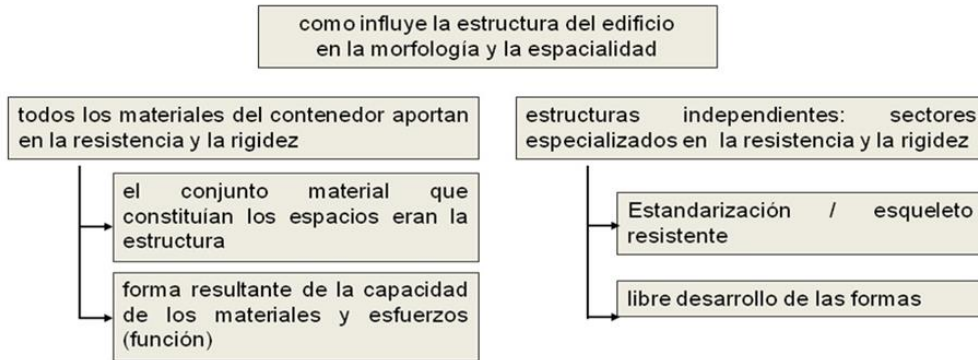 como influye la estructura del edificio
en la morfología y la espacialidad
todos los materiales del contenedor aportan
en la resistencia y la rigidez
el conjunto material que
constituían los espacios eran la
estructura
forma resultante de la capacidad
de los materiales y esfuerzos
(función)
estructuras independientes: sectores
especializados en la resistencia y la rigidez
Estandarización / esqueleto
resistente
libre desarrollo de las formas